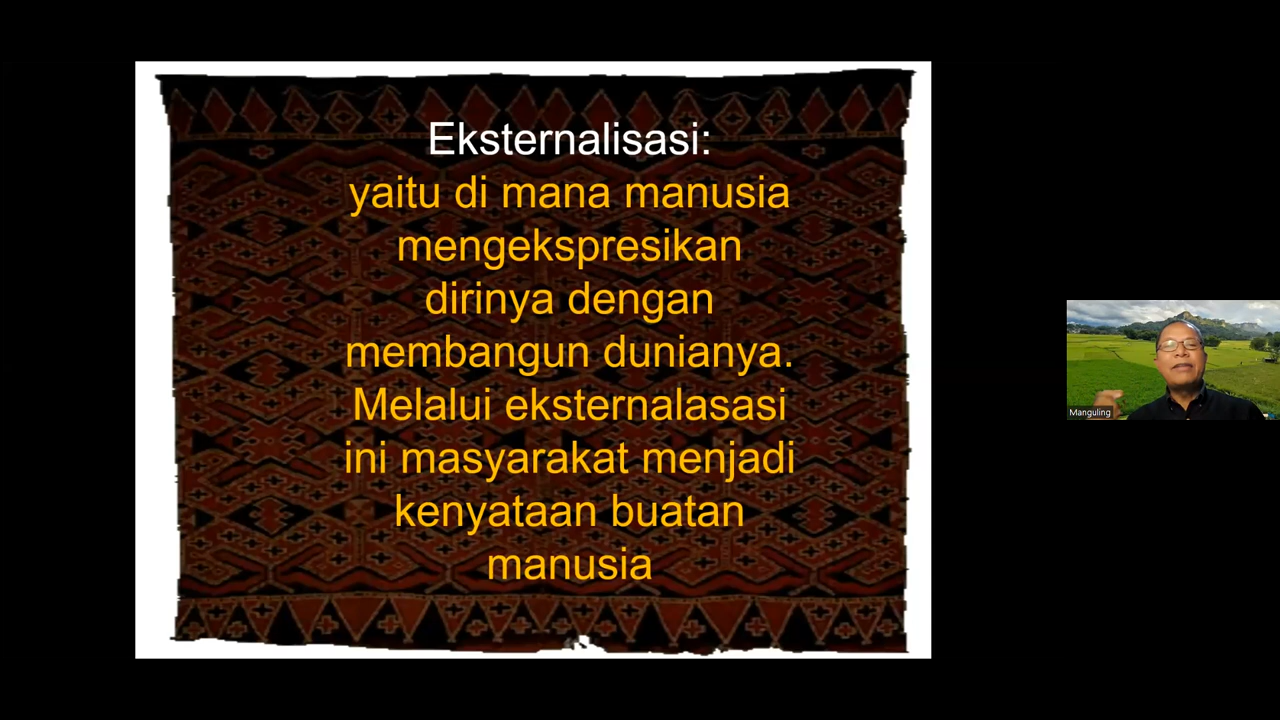 Eksternalisasi:
yaitu di mana manusia
mengekspresikan
dirinya dengan
membangun dunianya.
Melalui eksternalasasi
ini masyarakat menjadi
kenyataan buatan
manusia
Manguling